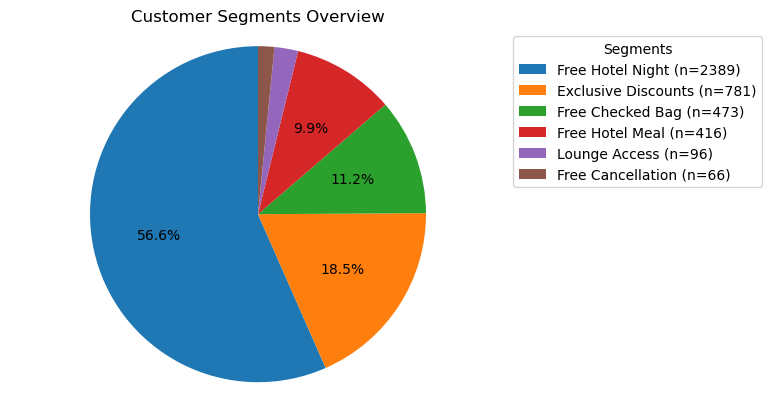 Customer Segments Overview
Segments
Free Hotel Night (n=2389)
Exclusive Discounts (n=781)
Free Checked Bag (n=473)
Free Hotel Meal (n=416)
Lounge Access (n=96)
Free Cancellation (n=66)
9.9%
11.2%
56.6%
18.5%